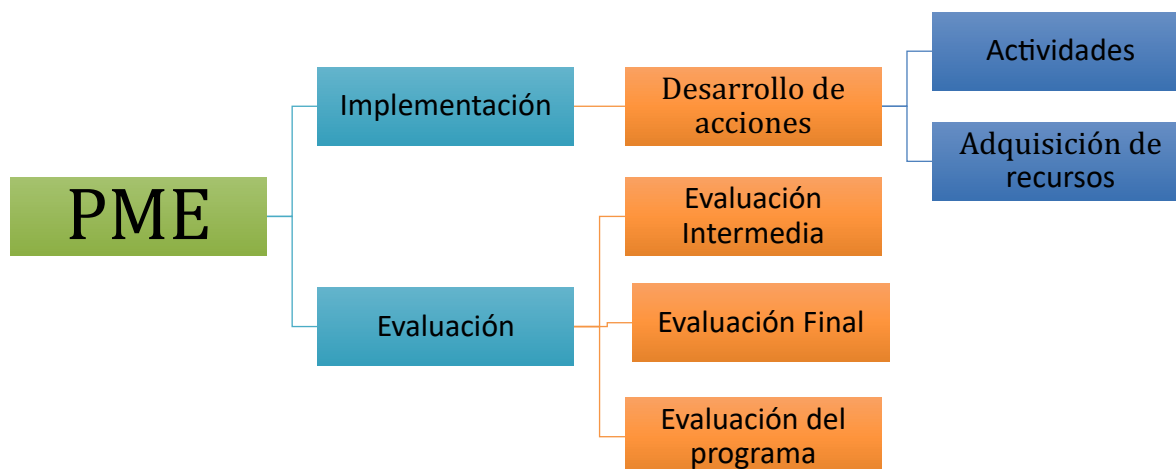 PME
Implementación
Desarrollo de
acciones
Actividades
Adquisición de
recursos
Evaluación
Evaluación
Intermedia
Evaluación Final
Evaluación del
programa